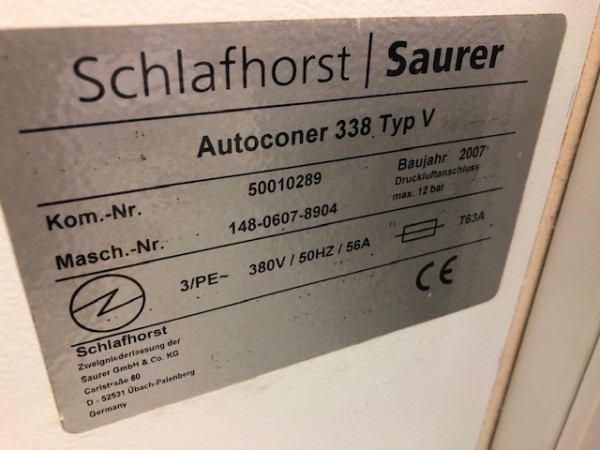 Schlafhorst | Saurer
Autoconer 338 Typ V
Kom.-Nr. 50010289 Baujahr 2007
Druckluftanschluss
Masch.-Nr. 148-0607-8904 max. 12 bar
3/PE~ 380V / 50HZ / 56A T63A
CE
Schlafhorst
Zweigniederlassung der
Saurer GmbH & Co. KG
Carlstraße 60
D - 52531 Übach-Palenberg
Germany